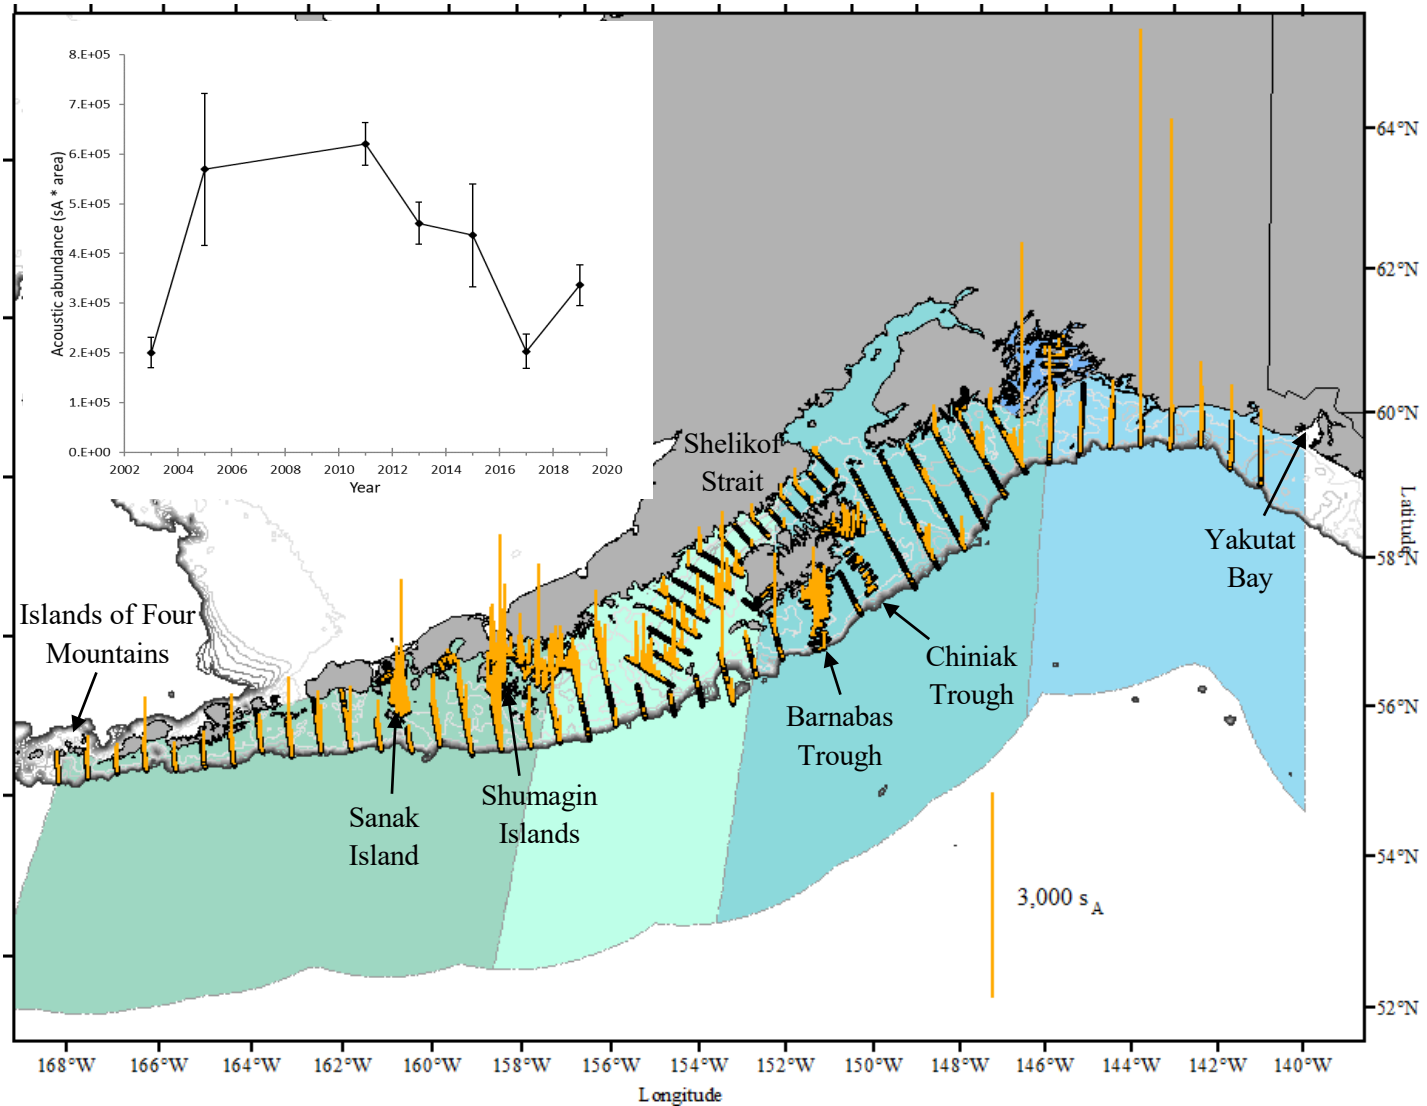 8.E+05
7.E+05
6.E+05
5.E+05
4.E+05
3.E+05
2.E+05
1.E+05
0.E+00
Acoustic abundance (sA * area)
2002 2004 2006 2008 2010 2012 2014 2016 2018 2020
Year
64°N
62°N
60°N
58°N
56°N
54°N
52°N
Latitude
Shelikof
Strait
Yakutat
Bay
Islands of Four
Mountains
Chiniak
Trough
Barnabas
Trough
Sanak
Island
Shumagin
Islands
3,000 sA
168°W 166°W 164°W 162°W 160°W 158°W 156°W 154°W 152°W 150°W 148°W 146°W 144°W 142°W 140°W
Longitude